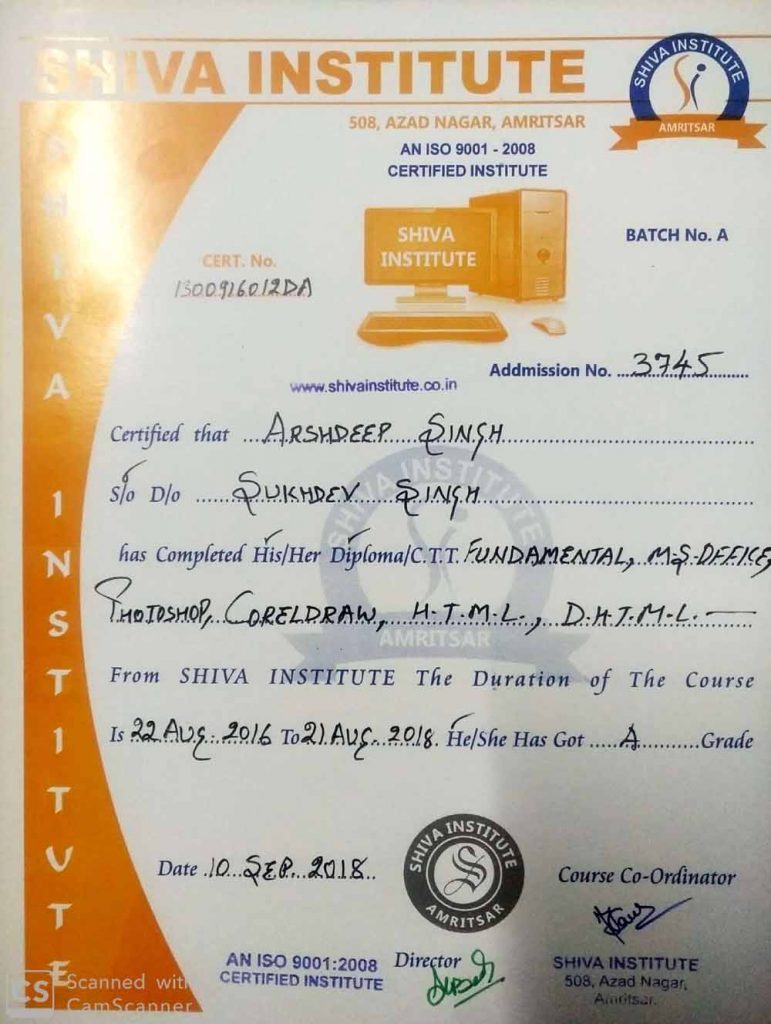 SHIVA INSTITUTE
SHIVA INSTITUTE
AMRITSAR
508, AZAD NAGAR, AMRITSAR
AN ISO 9001 - 2008
CERTIFIED INSTITUTE
SHIVA
INSTITUTE
BATCH No. A
CERT. No.
1300916012DA
Addmission No. 3745
www.shivainstitute.co.in
Certified that ARSHDEEP SINGH
S/o D/o SUKHDEV SINGH
has Completed His/Her Diploma/C.T.T. FUNDAMENTAL, M-S-OFFICE,
PHOTOSHOP, CORELDRAW, H-T-M-L-, D-H-T-M-L-
From SHIVA INSTITUTE The Duration of The Course
Is 22 AUG. 2016 To 21 AUG. 2018. He/She Has Got A Grade
SHIVA INSTITUTE
AMRITSAR
SHIVA INSTITUTE
Date 10 SEP. 2018
SHIVA INSTITUTE
AMRITSAR
Course Co-Ordinator
AN ISO 9001:2008
CERTIFIED INSTITUTE
Director
SHIVA INSTITUTE
508, Azad Nagar,
Amritsar.
CS Scanned with
CamScanner